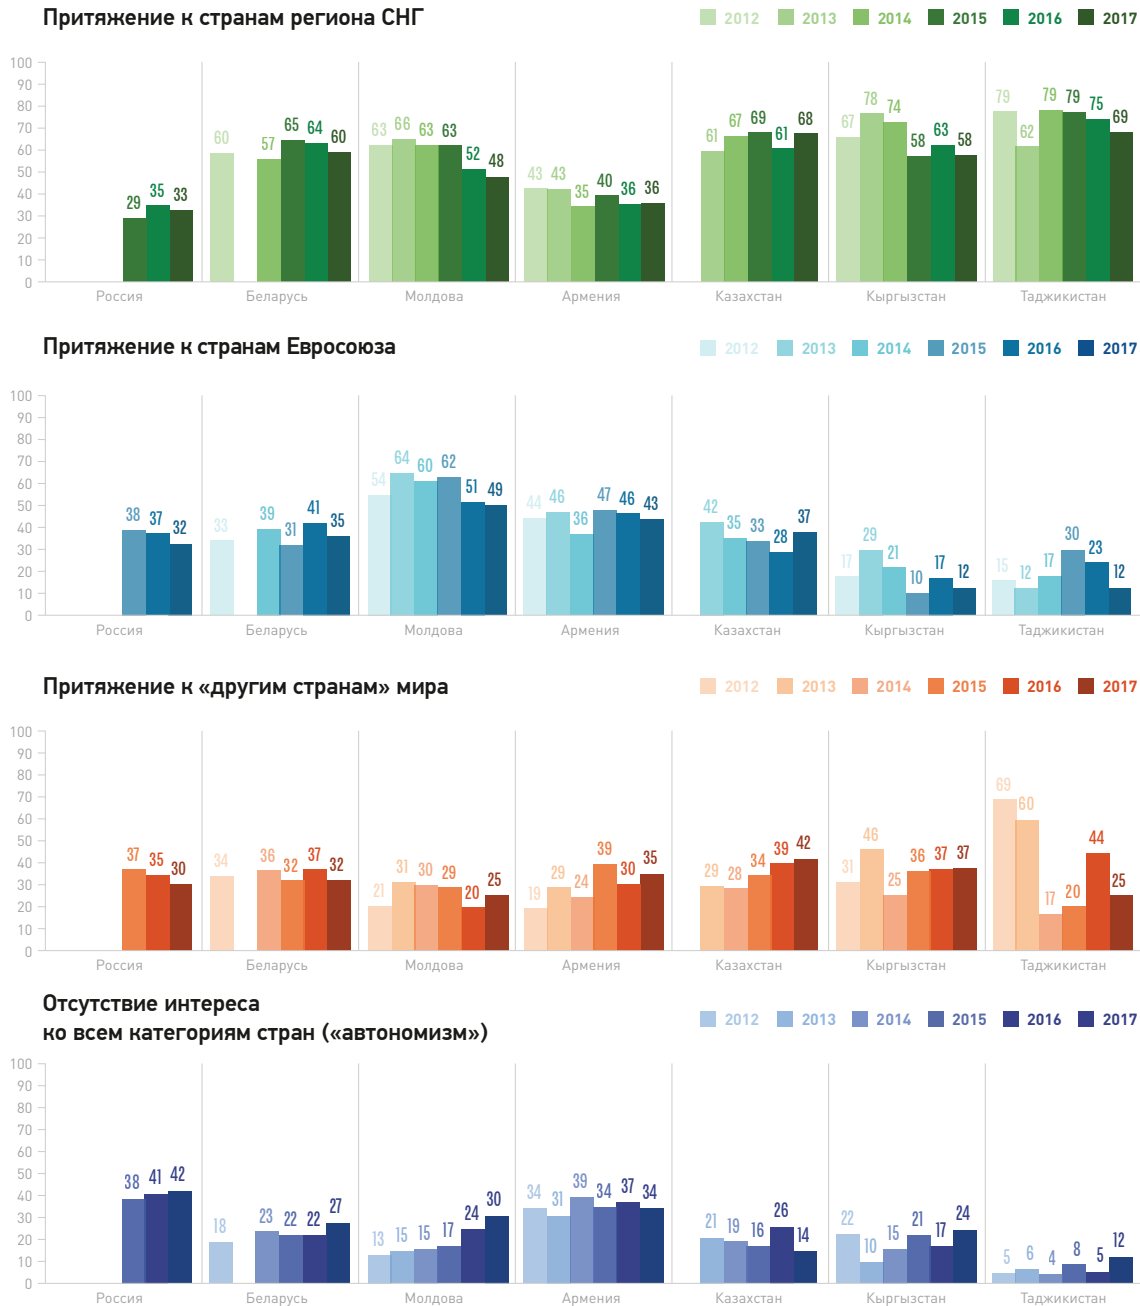 Притяжение к странам региона СНГ
2012 2013 2014 2015 2016 2017
100
90
80
70
60
50
40
30
20
10
0
29 35 33
60 57 65 64 60
63 66 63 63 52 48
43 43 35 40 36 36
61 67 69 61 68
67 78 74 58 63 58
79 62 79 79 75 69
Россия Беларусь Молдова Армения Казахстан Кыргызстан Таджикистан
Притяжение к странам Евросоюза
2012 2013 2014 2015 2016 2017
100
90
80
70
60
50
40
30
20
10
0
38 37 32
33 39 31 41 35
54 64 60 62 51 49
44 46 36 47 46 43
42 35 33 28 37
17 29 21 10 17 12
15 12 17 30 23 12
Россия Беларусь Молдова Армения Казахстан Кыргызстан Таджикистан
Притяжение к «другим странам» мира
2012 2013 2014 2015 2016 2017
100
90
80
70
60
50
40
30
20
10
0
37 35 30
34 36 32 37 32
21 31 30 29 20 25
19 29 24 39 30 35
29 28 34 39 42
31 46 25 36 37 37
69 60 17 20 44 25
Россия Беларусь Молдова Армения Казахстан Кыргызстан Таджикистан
Отсутствие интереса
ко всем категориям стран («автономизм»)
2012 2013 2014 2015 2016 2017
100
90
80
70
60
50
40
30
20
10
0
38 41 42
18 23 22 22 27
13 15 15 17 24 30
34 31 39 34 37 34
21 19 16 26 14
22 10 15 21 17 24
5 6 4 8 5 12
Россия Беларусь Молдова Армения Казахстан Кыргызстан Таджикистан